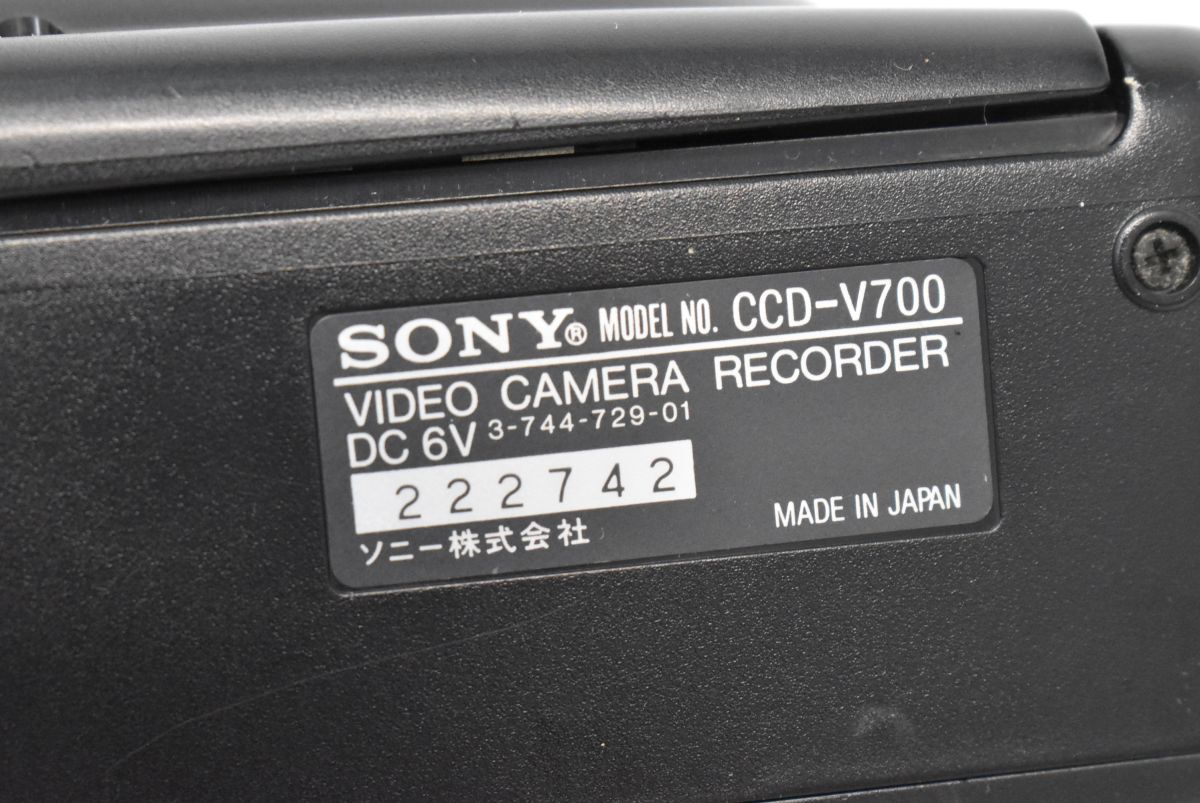 SONY® MODEL NO. CCD-V700
VIDEO CAMERA RECORDER
DC 6V 3-744-729-01
222742
ソニー株式会社
MADE IN JAPAN